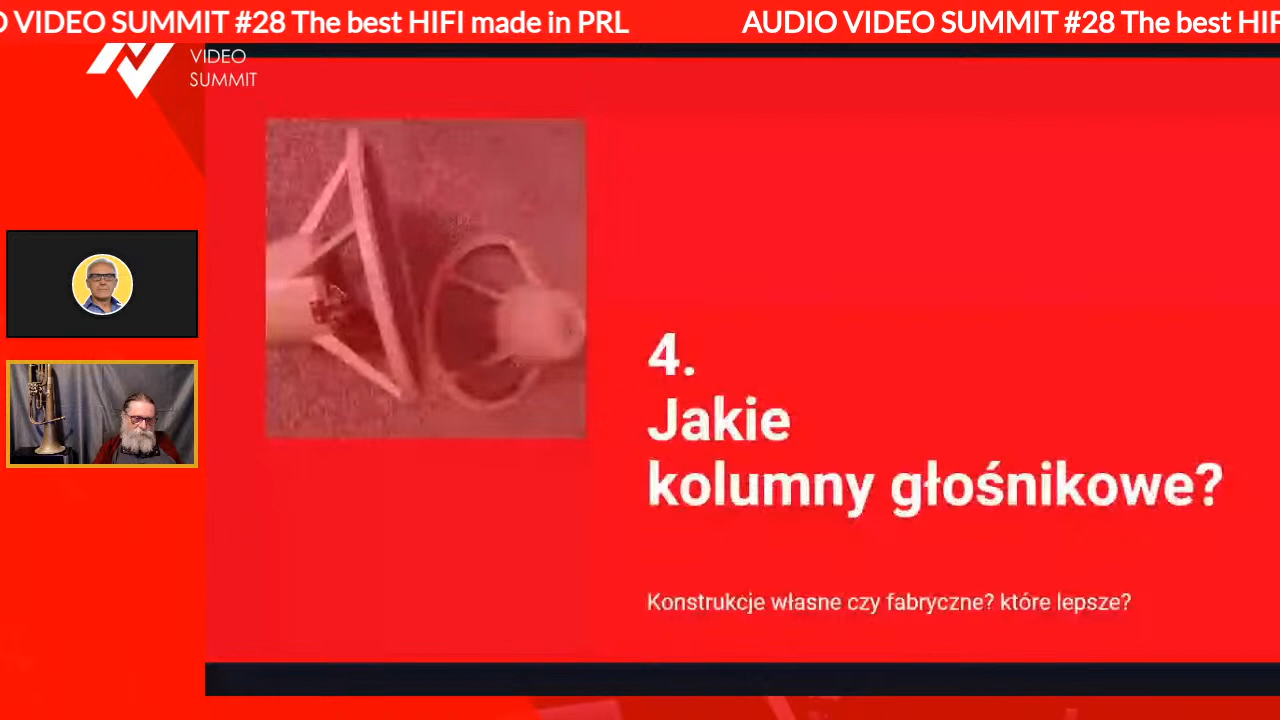 O VIDEO SUMMIT #28 The best HIFI made in PRL
AUDIO VIDEO SUMMIT #28 The best HIF
VIDEO
SUMMIT
4.
Jakie
kolumny głośnikowe?
Konstrukcje własne czy fabryczne? które lepsze?